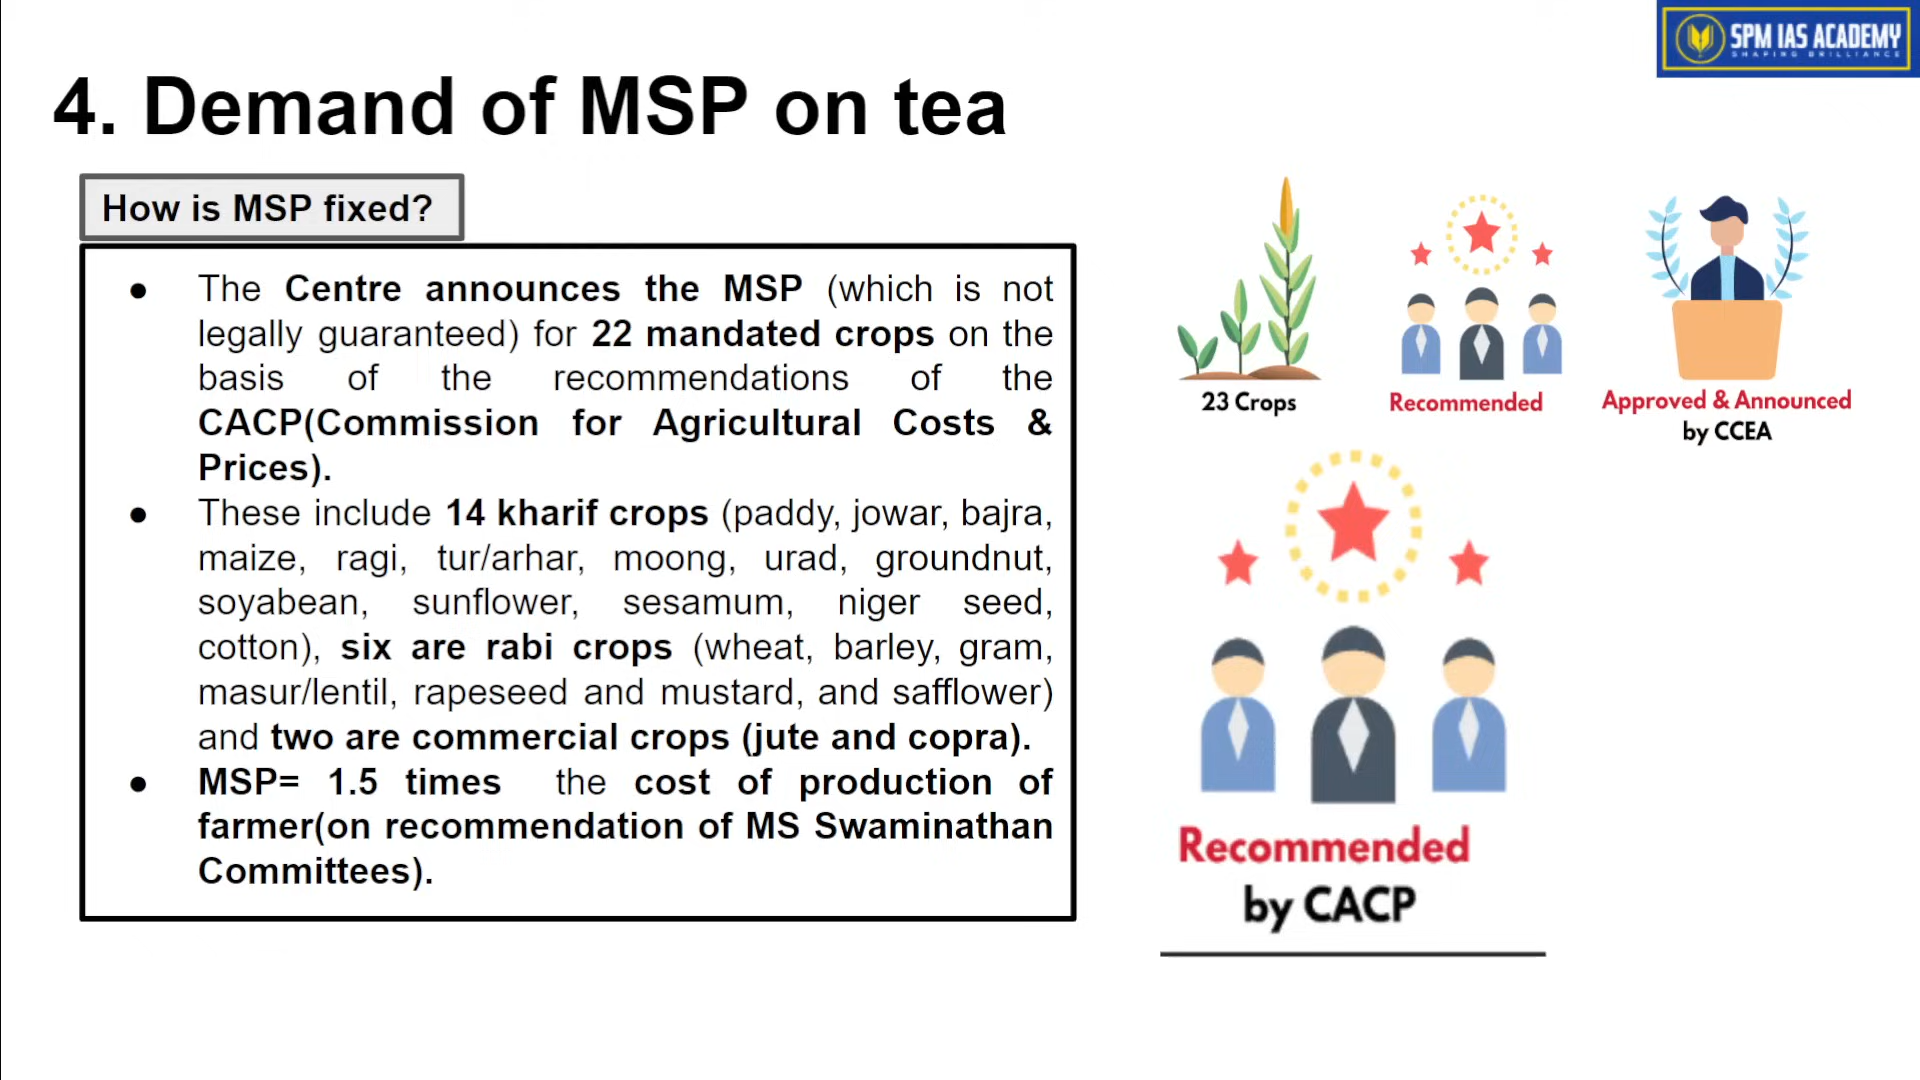 SPM IAS ACADEMY
SHAPING BRILLIANCE
4. Demand of MSP on tea
How is MSP fixed?
● The Centre announces the MSP (which is not
legally guaranteed) for 22 mandated crops on the
basis of the recommendations of the
CACP(Commission for Agricultural Costs &
Prices).
● These include 14 kharif crops (paddy, jowar, bajra,
maize, ragi, tur/arhar, moong, urad, groundnut,
soyabean, sunflower, sesamum, niger seed,
cotton), six are rabi crops (wheat, barley, gram,
masur/lentil, rapeseed and mustard, and safflower)
and two are commercial crops (jute and copra).
● MSP= 1.5 times the cost of production of
farmer(on recommendation of MS Swaminathan
Committees).
23 Crops
Recommended
Approved & Announced
by CCEA
Recommended
by CACP